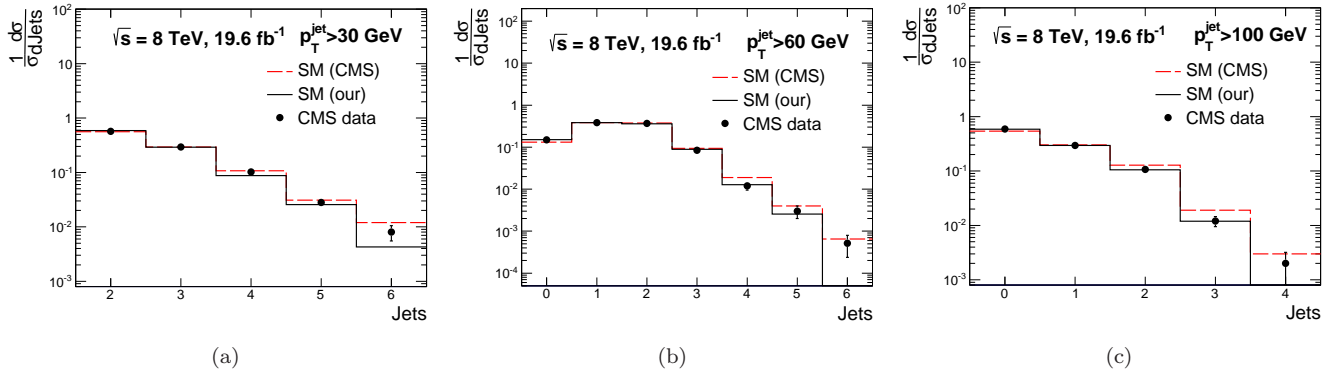 √s = 8 TeV, 19.6 fb⁻¹ p_T^jet>30 GeV
SM (CMS)
SM (our)
CMS data
1/σ dσ/dJets
10²
10
1
10⁻¹
10⁻²
10⁻³
2 3 4 5 6
Jets
(a)
√s = 8 TeV, 19.6 fb⁻¹ p_T^jet>60 GeV
SM (CMS)
SM (our)
CMS data
1/σ dσ/dJets
10²
10
1
10⁻¹
10⁻²
10⁻³
10⁻⁴
0 1 2 3 4 5 6
Jets
(b)
√s = 8 TeV, 19.6 fb⁻¹ p_T^jet>100 GeV
SM (CMS)
SM (our)
CMS data
1/σ dσ/dJets
10²
10
1
10⁻¹
10⁻²
10⁻³
0 1 2 3 4
Jets
(c)